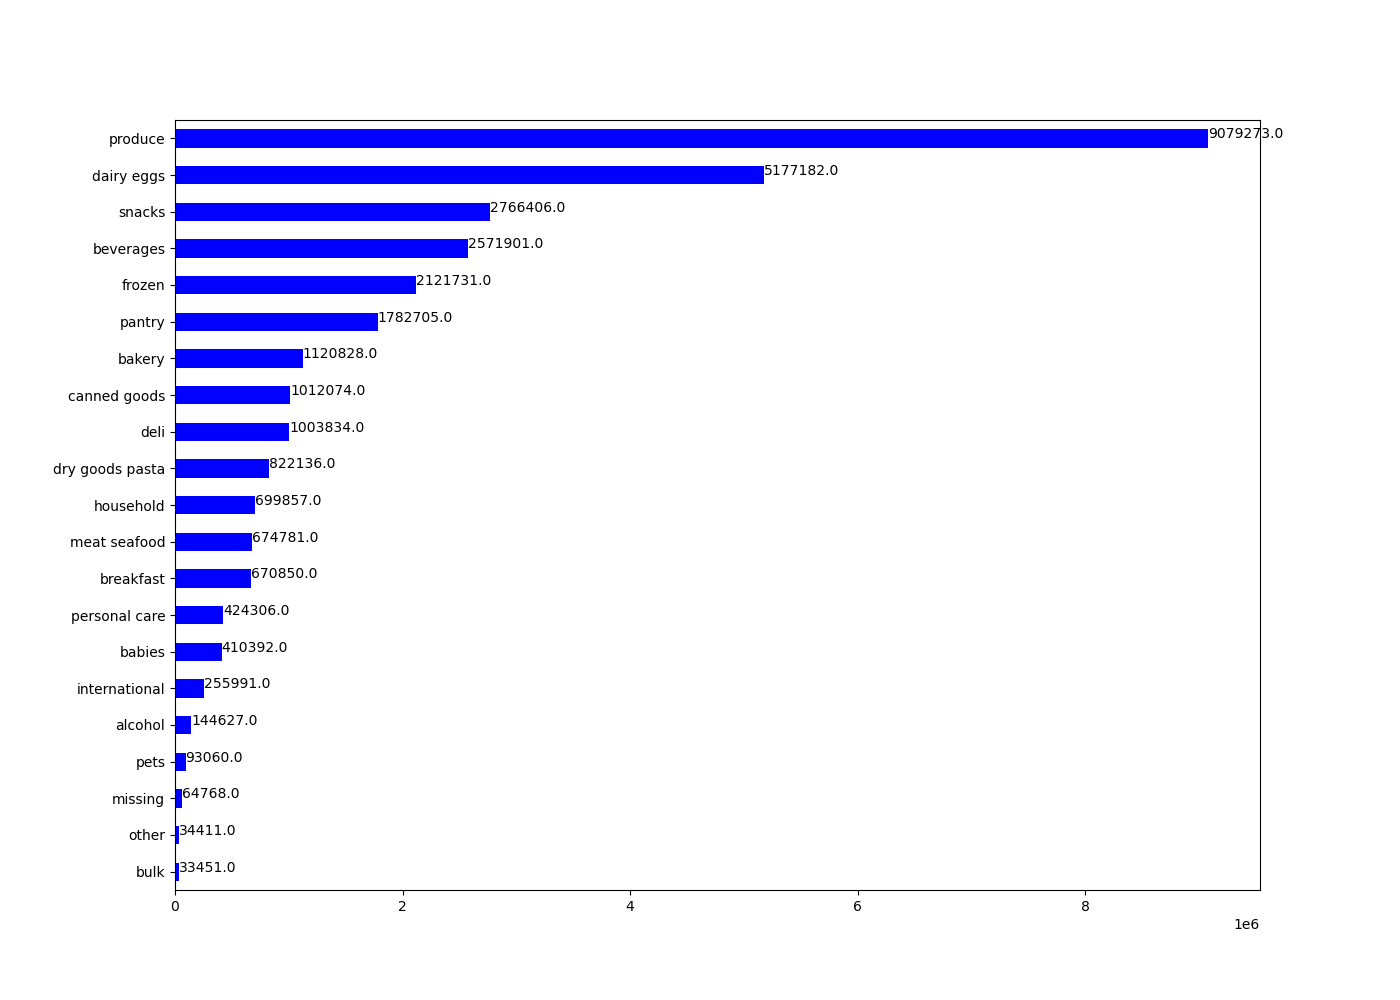 produce 9079273.0
dairy eggs 5177182.0
snacks 2766406.0
beverages 2571901.0
frozen 2121731.0
pantry 1782705.0
bakery 1120828.0
canned goods 1012074.0
deli 1003834.0
dry goods pasta 822136.0
household 699857.0
meat seafood 674781.0
breakfast 670850.0
personal care 424306.0
babies 410392.0
international 255991.0
alcohol 144627.0
pets 93060.0
missing 64768.0
other 34411.0
bulk 33451.0
0 2 4 6 8
1e6